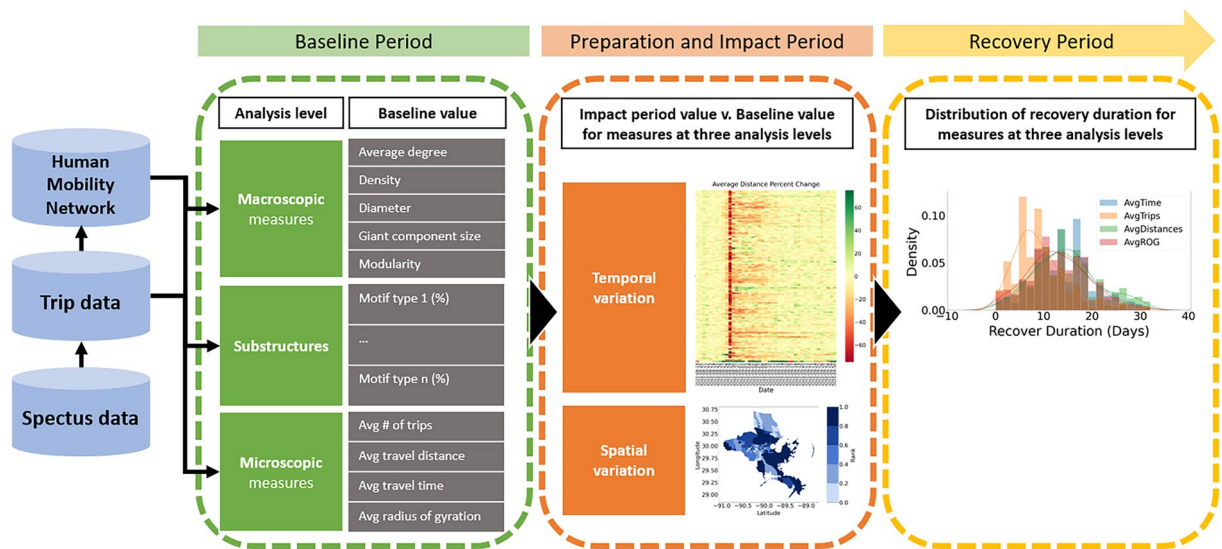 Baseline Period
Preparation and Impact Period
Recovery Period
Human
Mobility
Network
Trip data
Spectus data
Analysis level
Baseline value
Macroscopic
measures
Average degree
Density
Diameter
Giant component size
Modularity
Substructures
Motif type 1 (%)
...
Motif type n (%)
Microscopic
measures
Avg # of trips
Avg travel distance
Avg travel time
Avg radius of gyration
Impact period value v. Baseline value
for measures at three analysis levels
Temporal
variation
Average Distance Percent Change
60
40
20
0
−20
−40
−60
Date
Spatial
variation
30.75
30.50
30.25
30.00
29.75
29.50
29.25
29.00
Longitude
−91.0 −90.5 −90.0 −89.5 −89.0
Latitude
1.0
0.8
0.6
0.4
0.2
0.0
Rank
Distribution of recovery duration for
measures at three analysis levels
AvgTime
AvgTrips
AvgDistances
AvgROG
0.10
0.05
0.00
Density
−10 0 10 20 30 40
Recover Duration (Days)